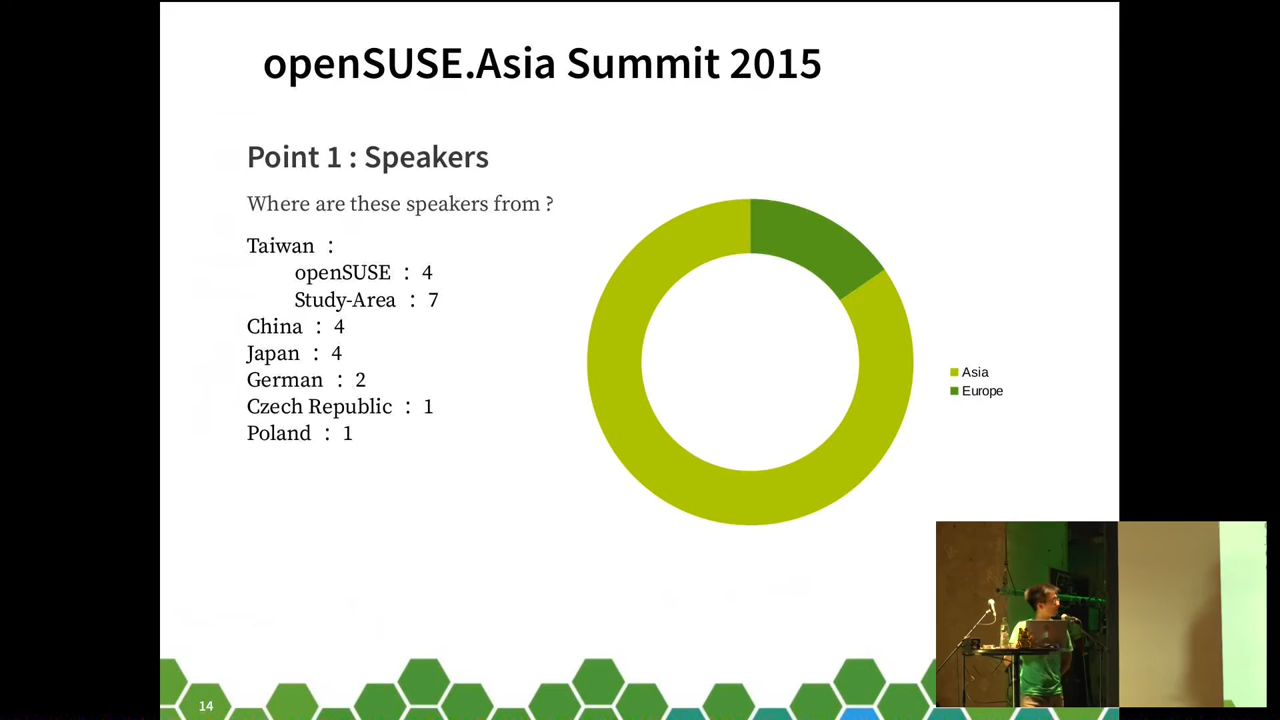 openSUSE.Asia Summit 2015
Point 1 : Speakers
Where are these speakers from ?
Taiwan :
openSUSE : 4
Study-Area : 7
China : 4
Japan : 4
German : 2
Czech Republic : 1
Poland : 1
Asia
Europe
14